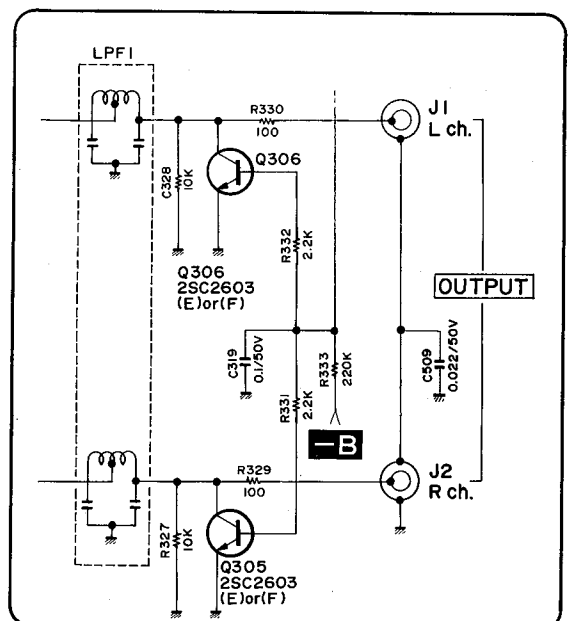 LPF1
R330
100
J1
L ch.
C328
10K
Q306
R332
2.2K
Q306
2SC2603
(E)or(F)
OUTPUT
C319
0.1/50V
R333
220K
C509
0.022/50V
R331
2.2K
-B
R329
100
J2
R ch.
R327
10K
Q305
2SC2603
(E)or(F)